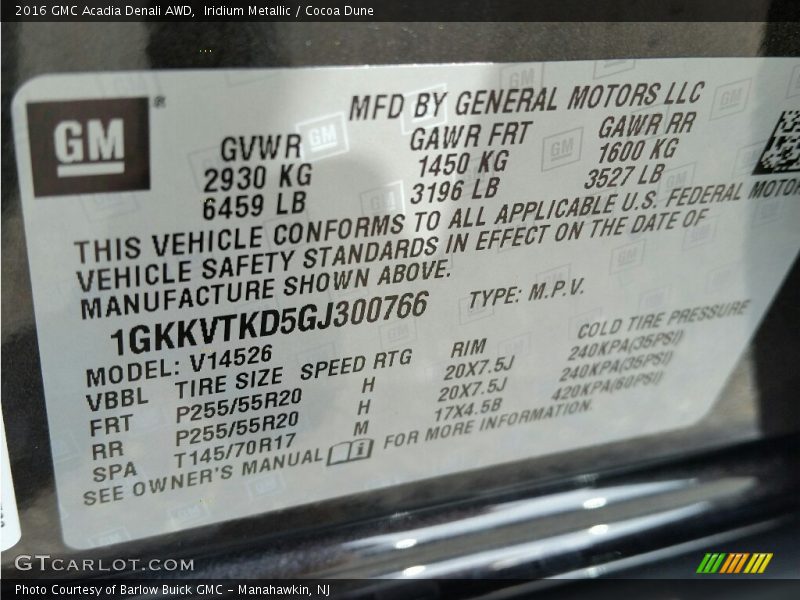 2016 GMC Acadia Denali AWD, Iridium Metallic / Cocoa Dune
GM®
MFD BY GENERAL MOTORS LLC
GVWR GAWR FRT GAWR RR
2930 KG 1450 KG 1600 KG
6459 LB 3196 LB 3527 LB
THIS VEHICLE CONFORMS TO ALL APPLICABLE U.S. FEDERAL MOTOR
VEHICLE SAFETY STANDARDS IN EFFECT ON THE DATE OF
MANUFACTURE SHOWN ABOVE.
1GKKVTKD5GJ300766 TYPE: M.P.V.
MODEL: V14526
VBBL TIRE SIZE SPEED RTG RIM COLD TIRE PRESSURE
FRT P255/55R20 H 20X7.5J 240KPA(35PSI)
RR P255/55R20 H 20X7.5J 240KPA(35PSI)
SPA T145/70R17 M 17X4.5B 420KPA(60PSI)
SEE OWNER'S MANUAL FOR MORE INFORMATION.
GTCARLOT.COM
Photo Courtesy of Barlow Buick GMC - Manahawkin, NJ